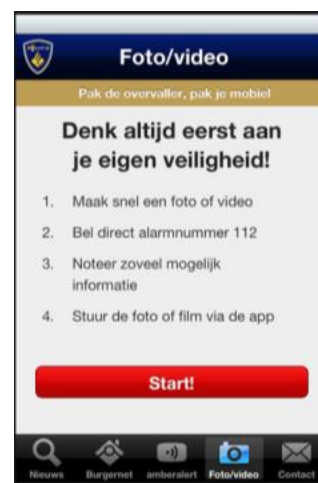 Foto/video
Pak de overvaller, pak je mobiel
Denk altijd eerst aan
je eigen veiligheid!
1. Maak snel een foto of video
2. Bel direct alarmnummer 112
3. Noteer zoveel mogelijk
informatie
4. Stuur de foto of film via de app
Start!
Nieuws Burgernet amberalert Foto/video Contact